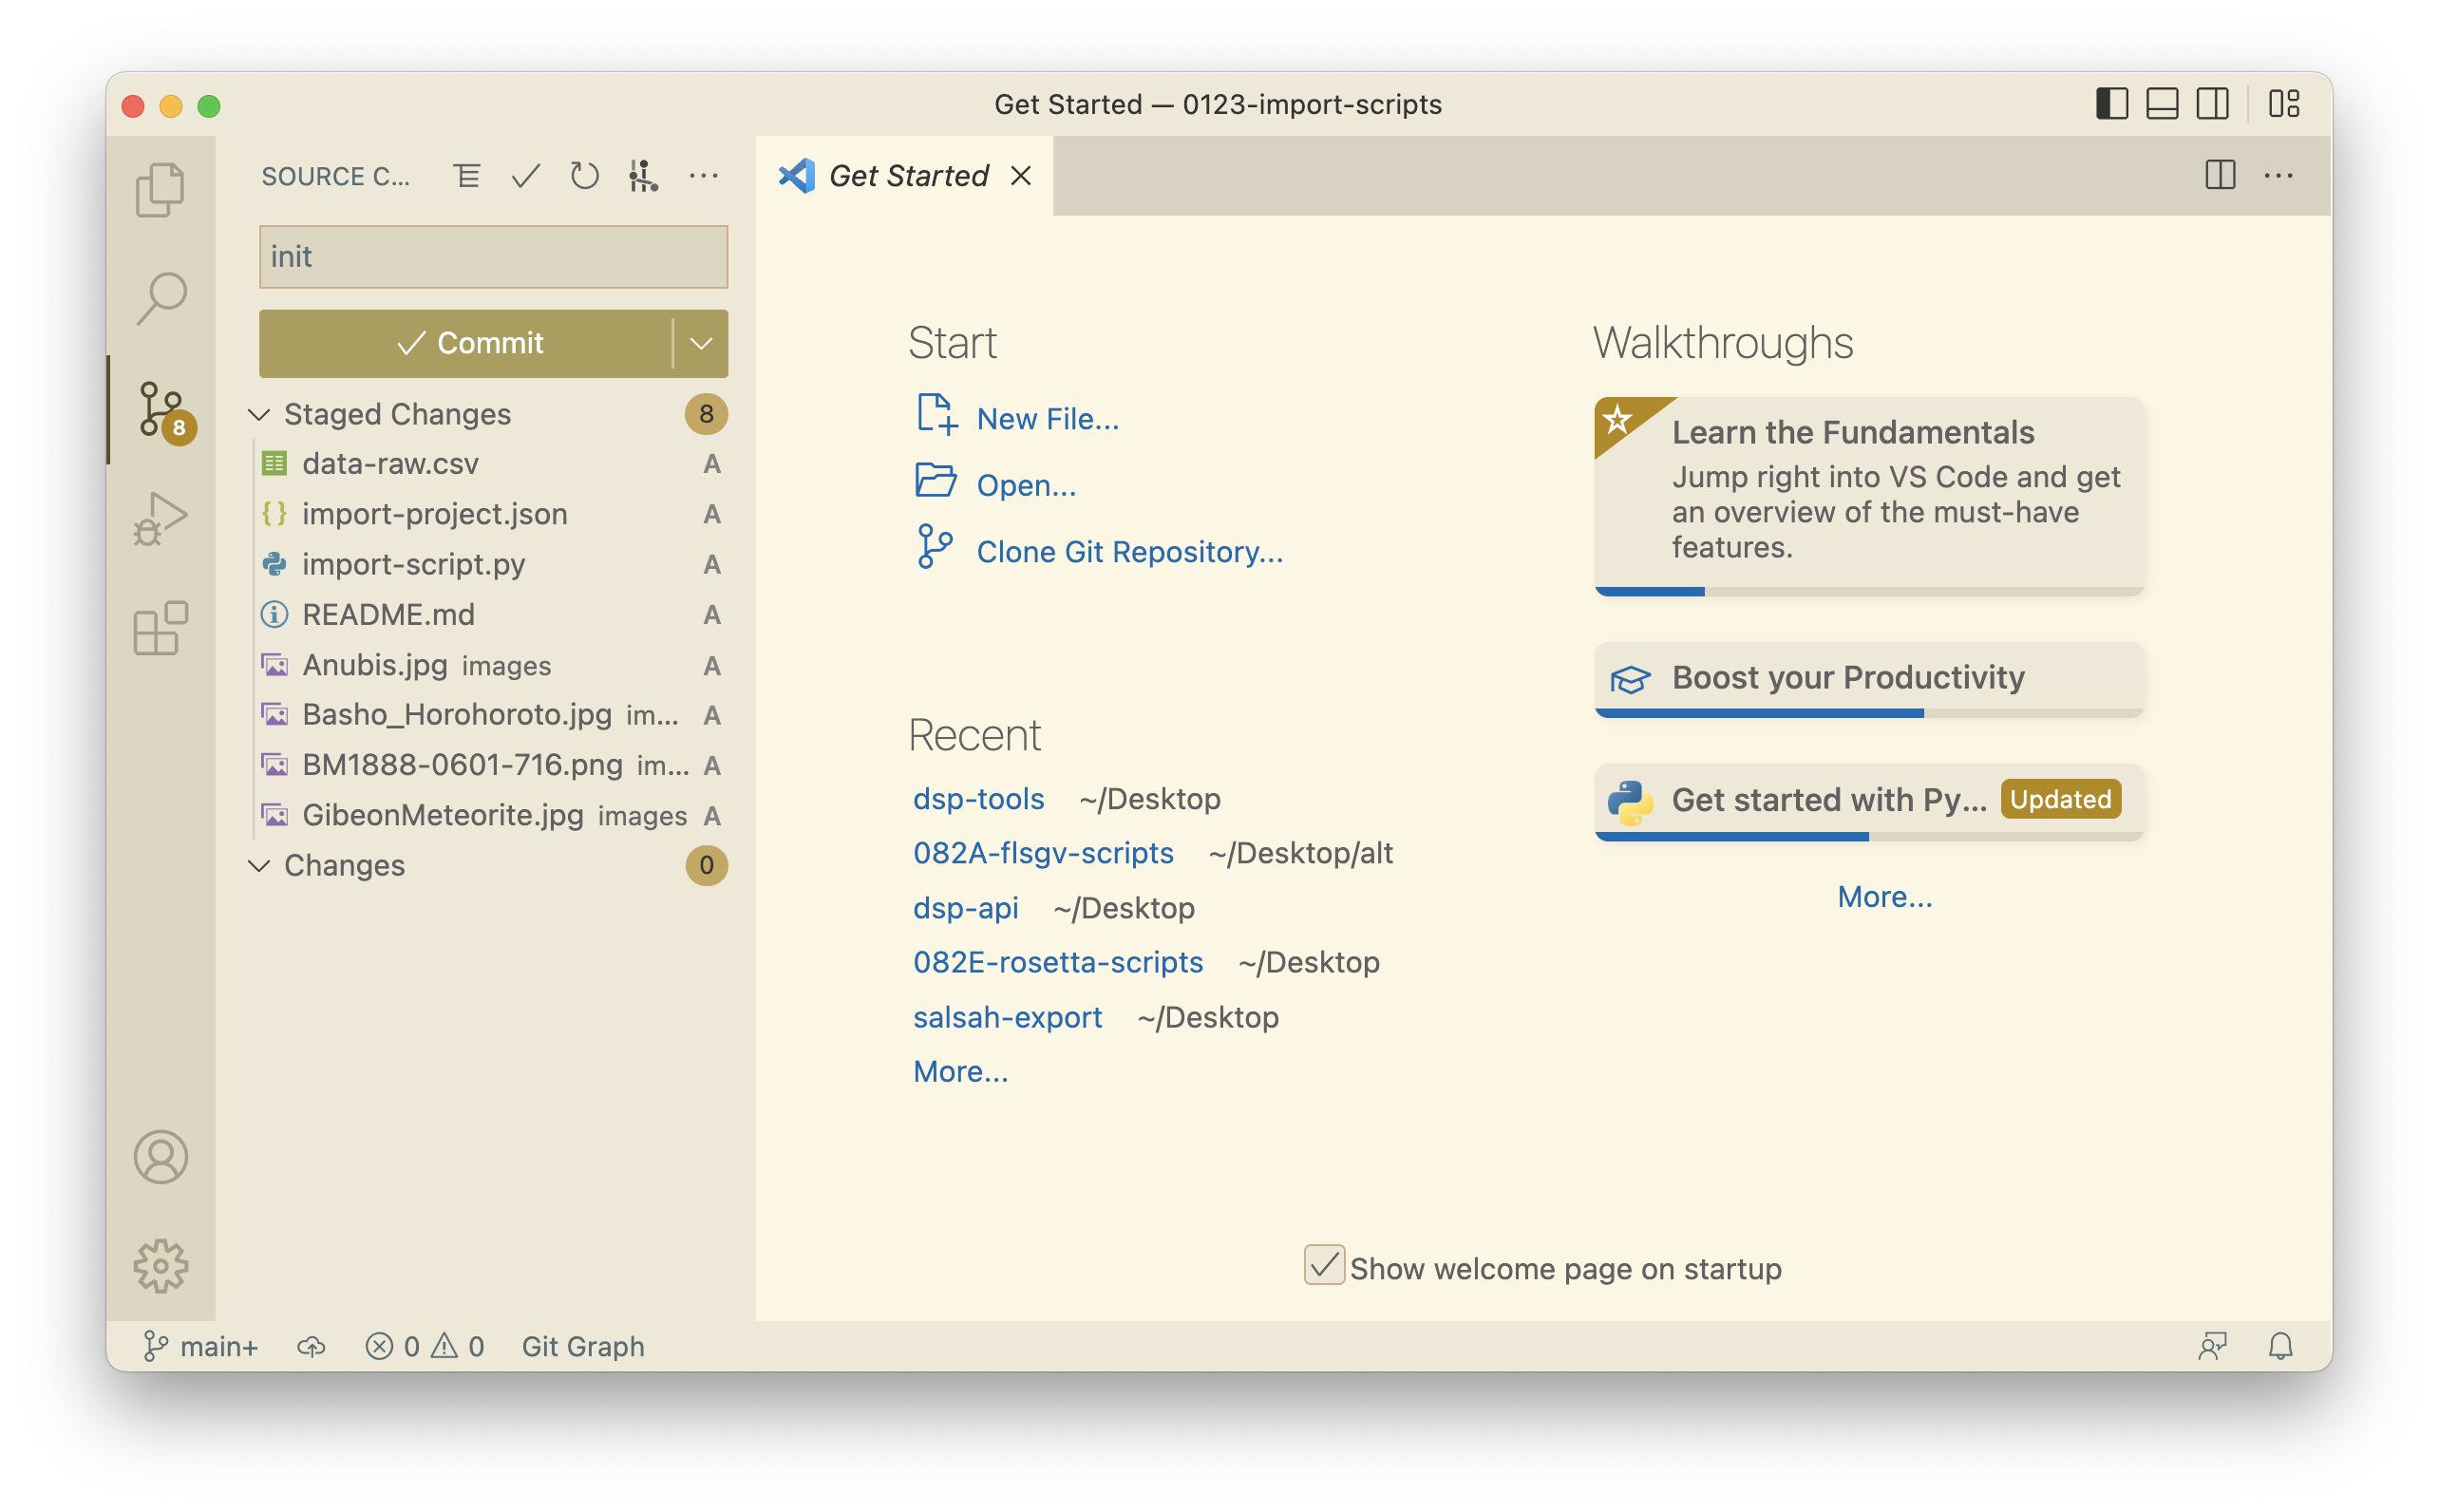 Get Started — 0123-import-scripts
SOURCE C...
init
Commit
Staged Changes 8
data-raw.csv A
import-project.json A
import-script.py A
README.md A
Anubis.jpg images A
Basho_Horohoroto.jpg im... A
BM1888-0601-716.png im... A
GibeonMeteorite.jpg images A
Changes 0
8
Get Started
Start
New File...
Open...
Clone Git Repository...
Recent
dsp-tools ~/Desktop
082A-flsgv-scripts ~/Desktop/alt
dsp-api ~/Desktop
082E-rosetta-scripts ~/Desktop
salsah-export ~/Desktop
More...
Walkthroughs
Learn the Fundamentals
Jump right into VS Code and get
an overview of the must-have
features.
Boost your Productivity
Get started with Py... Updated
More...
Show welcome page on startup
main+ 0 0 Git Graph